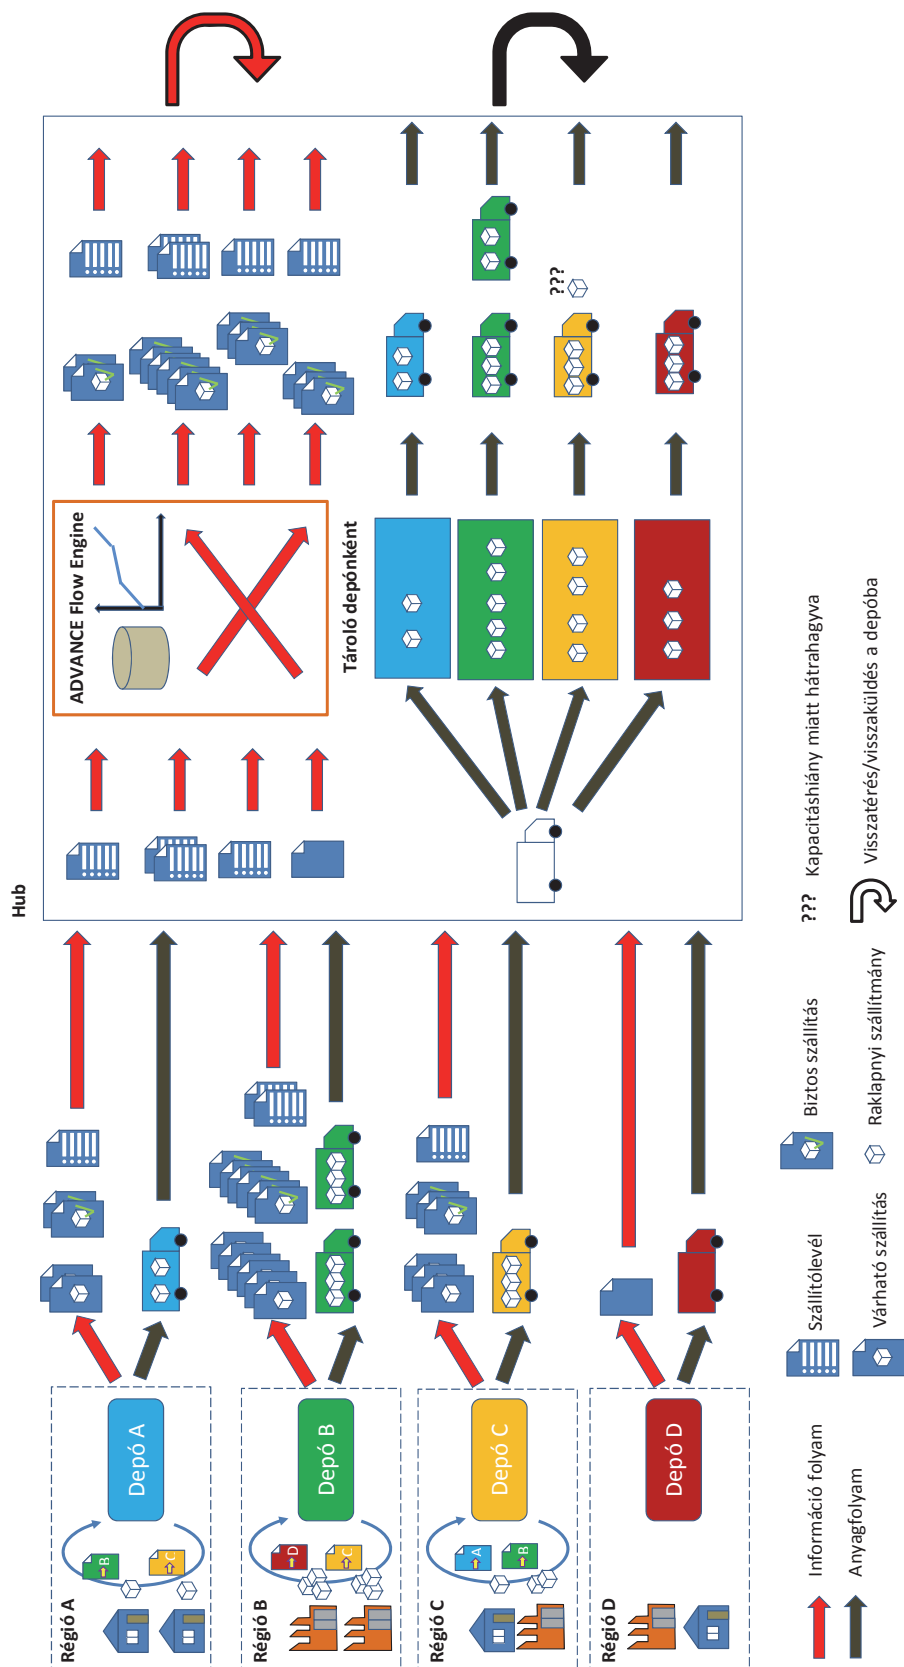 Hub
ADVANCE Flow Engine
Tároló depónként
???
Régió A
B
C
Depó A
Régió B
D
C
Depó B
Régió C
A
B
Depó C
Régió D
Depó D
Információ folyam
Anyagfolyam
Szállítólevél
Várható szállítás
Biztos szállítás
Raklapnyi szállítmány
??? Kapacitáshiány miatt hátrahagyva
Visszatérés/visszaküldés a depóba